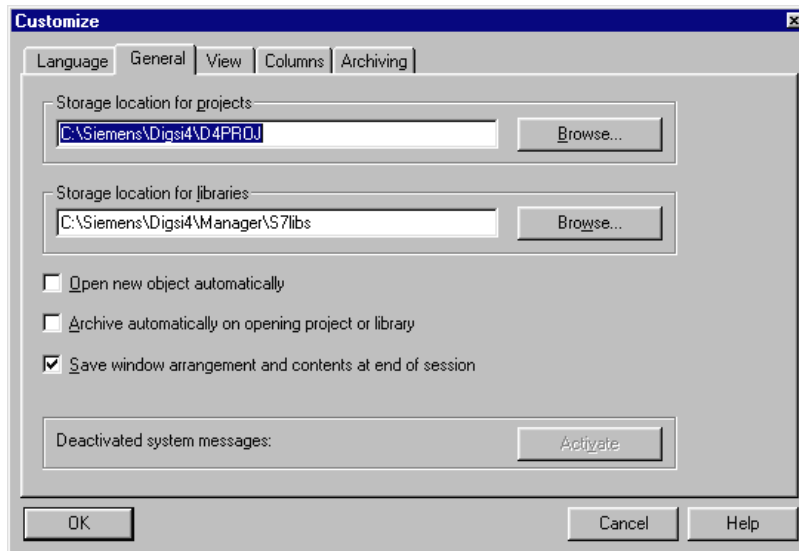 Customize
Language General View Columns Archiving
Storage location for projects
C:\Siemens\Digsi4\D4PROJ
Browse...
Storage location for libraries
C:\Siemens\Digsi4\Manager\S7libs
Browse...
Open new object automatically
Archive automatically on opening project or library
Save window arrangement and contents at end of session
Deactivated system messages:
Activate
OK Cancel Help